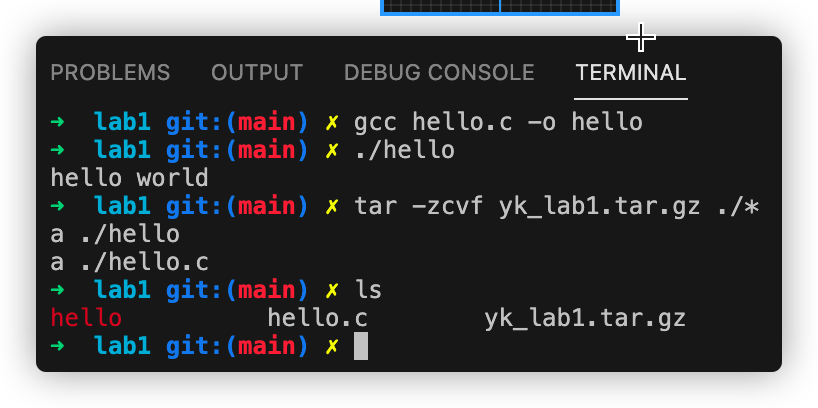 PROBLEMS OUTPUT DEBUG CONSOLE TERMINAL
➜ lab1 git:(main) ✗ gcc hello.c -o hello
➜ lab1 git:(main) ✗ ./hello
hello world
➜ lab1 git:(main) ✗ tar -zcvf yk_lab1.tar.gz ./*
a ./hello
a ./hello.c
➜ lab1 git:(main) ✗ ls
hello hello.c yk_lab1.tar.gz
➜ lab1 git:(main) ✗